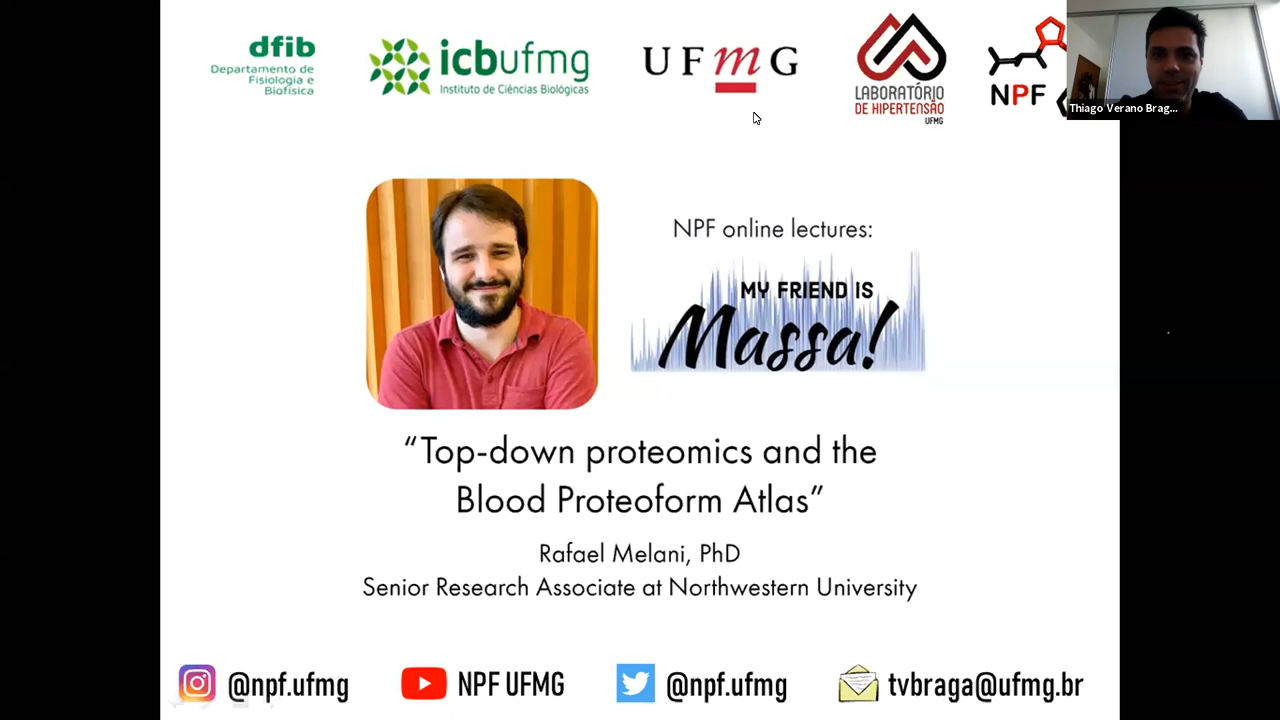 dfib
Departamento de
Fisiologia e
Biofísica
icbufmg
Instituto de Ciências Biológicas
UFmG
LABORATÓRIO
DE HIPERTENSÃO
UFMG
NPF
Thiago Verano Brag...
NPF online lectures:
MY FRIEND IS
Massa!
“Top-down proteomics and the
Blood Proteoform Atlas”
Rafael Melani, PhD
Senior Research Associate at Northwestern University
@npf.ufmg
NPF UFMG
@npf.ufmg
tvbraga@ufmg.br